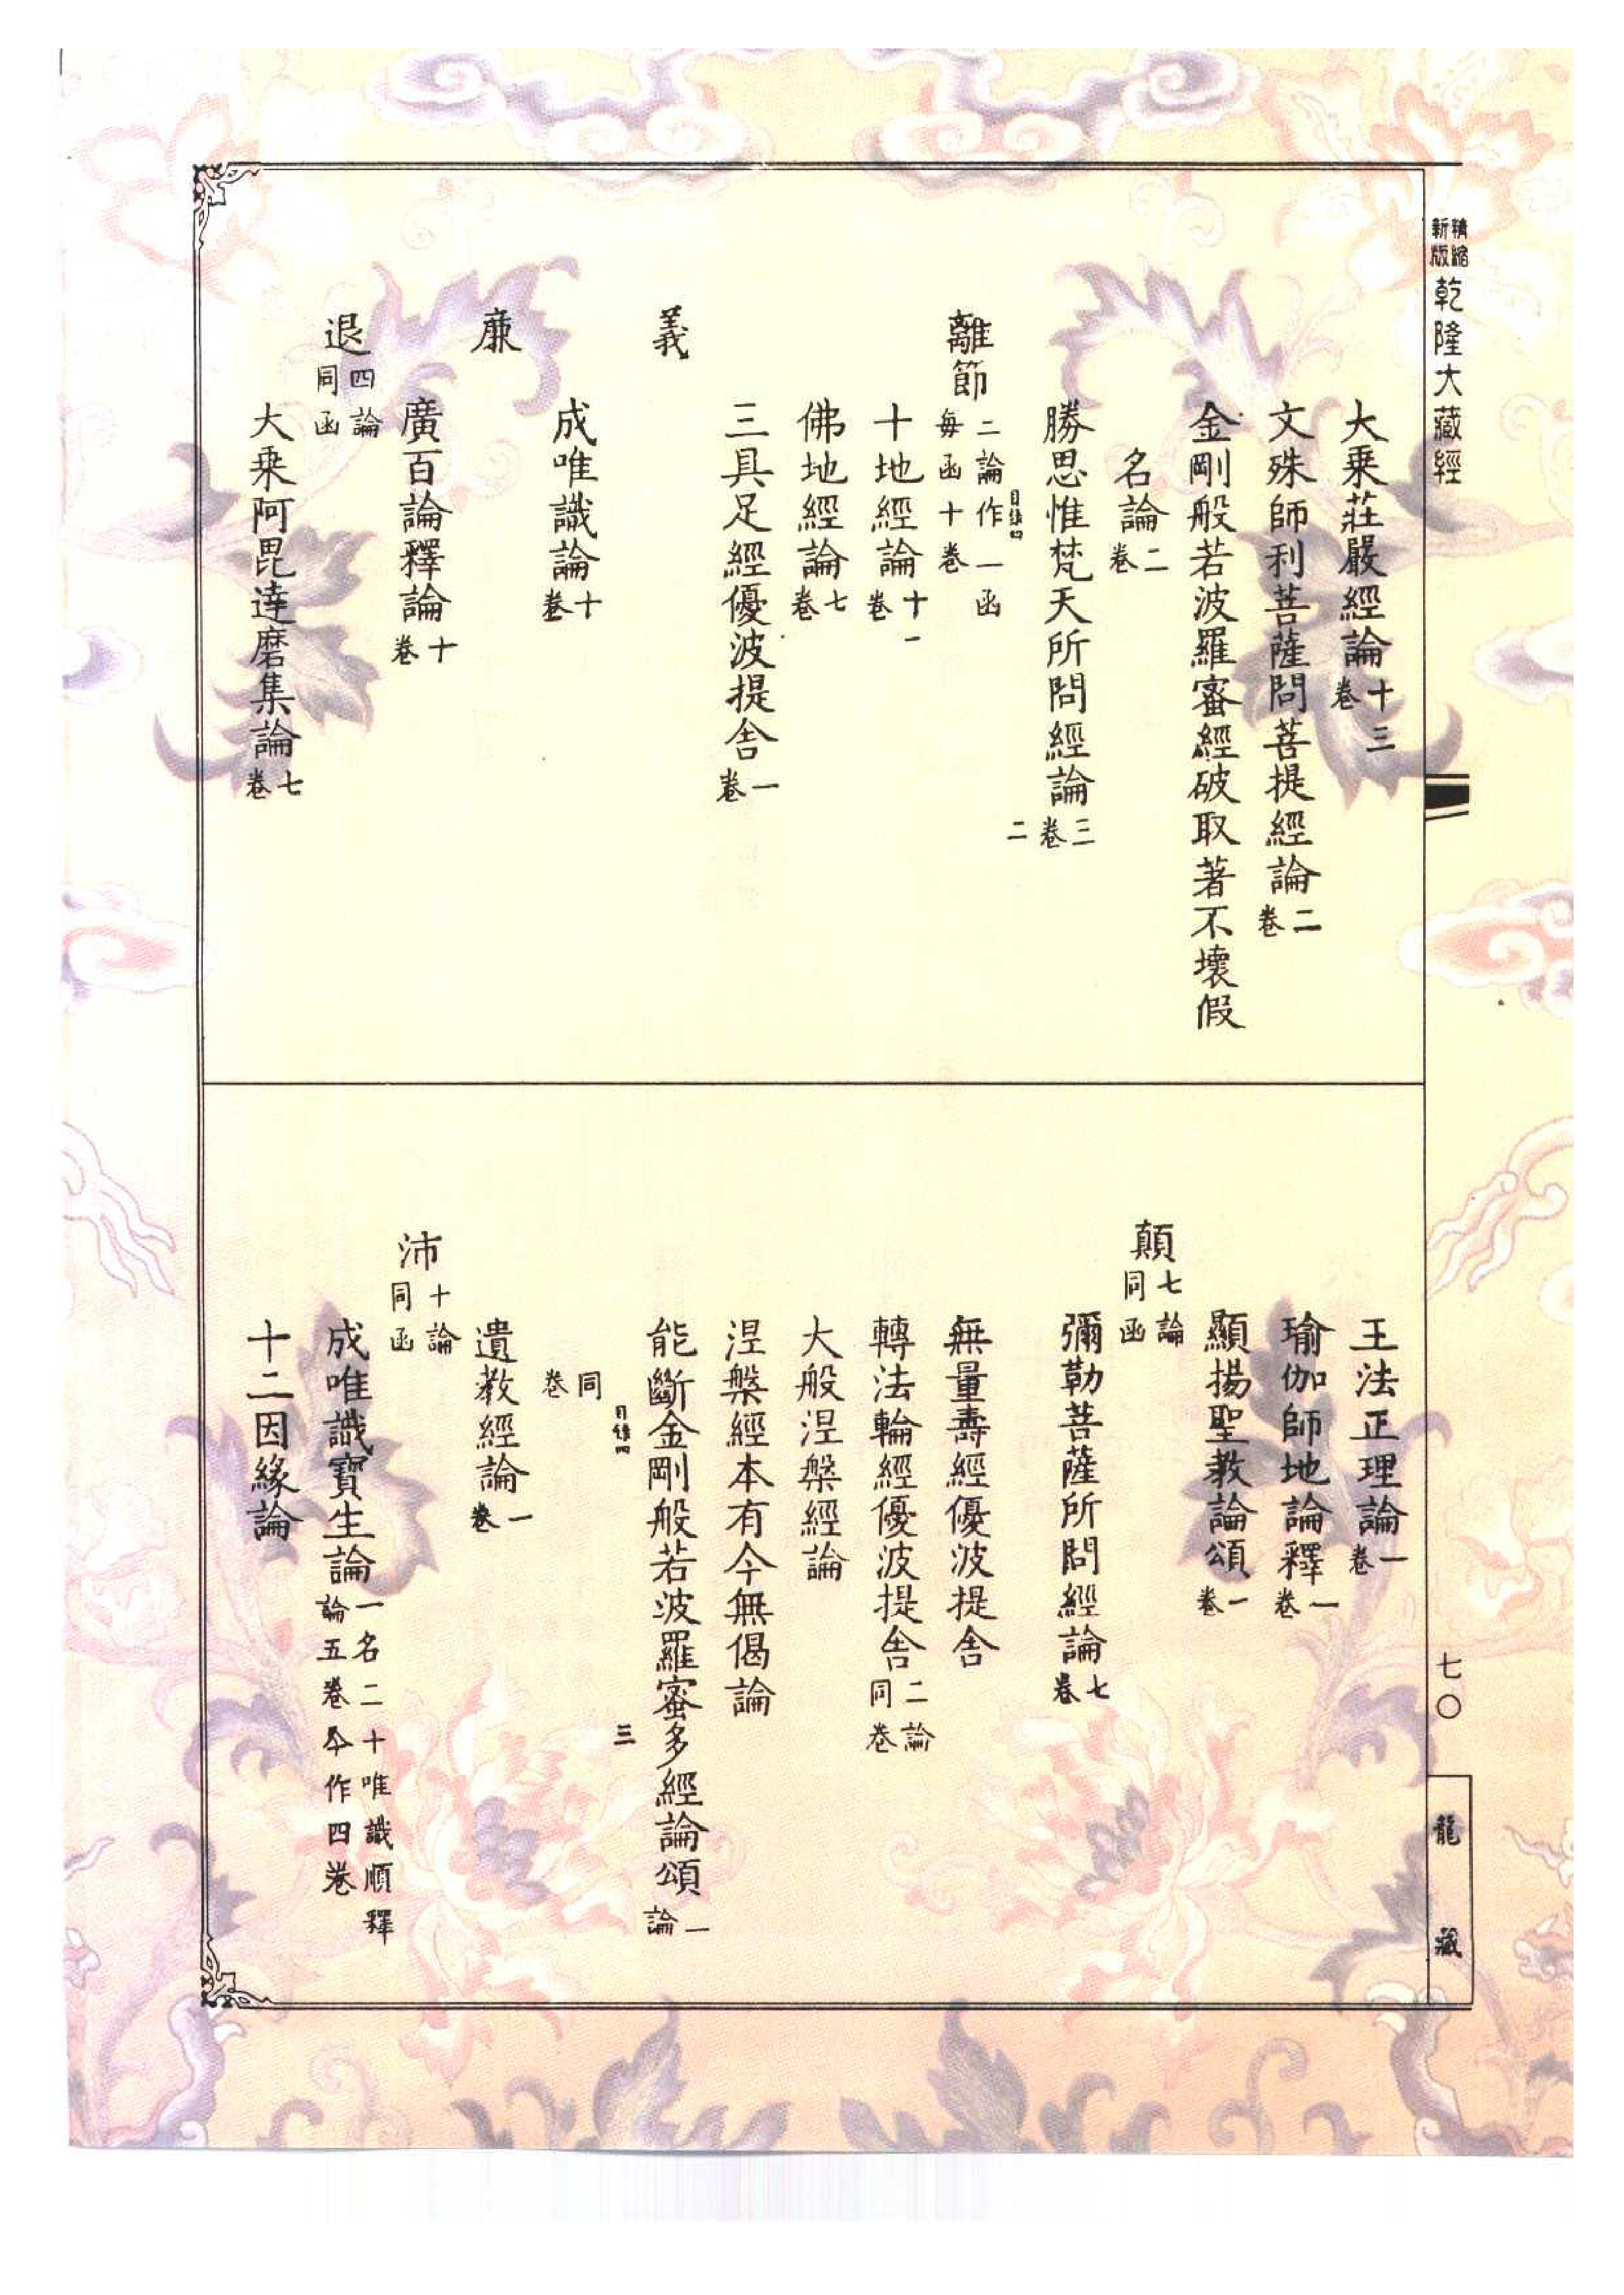 精縮新版 乾隆大藏經
七〇
龍藏
大乘莊嚴經論十三卷
文殊師利菩薩問菩提經論二卷
金剛般若波羅蜜經破取著不壞假
名論二卷
勝思惟梵天所問經論三卷
目錄四 二
離節二論作一函每函十卷
十地經論十一卷
佛地經論七卷
三具足經優波提舍一卷
義
成唯識論十卷
廉
廣百論釋論十卷
退四論同函
大乘阿毘達磨集論七卷
王法正理論一卷
瑜伽師地論釋一卷
顯揚聖教論頌一卷
顛七論同函
彌勒菩薩所問經論七卷
無量壽經優波提舍
轉法輪經優波提舍二論同卷
大般涅槃經論
涅槃經本有今無偈論
能斷金剛般若波羅蜜多經論頌一論
目錄四 三
同卷
遺教經論一卷
沛十論同函
成唯識寶生論一名二十唯識順釋論五卷今作四卷
十二因緣論